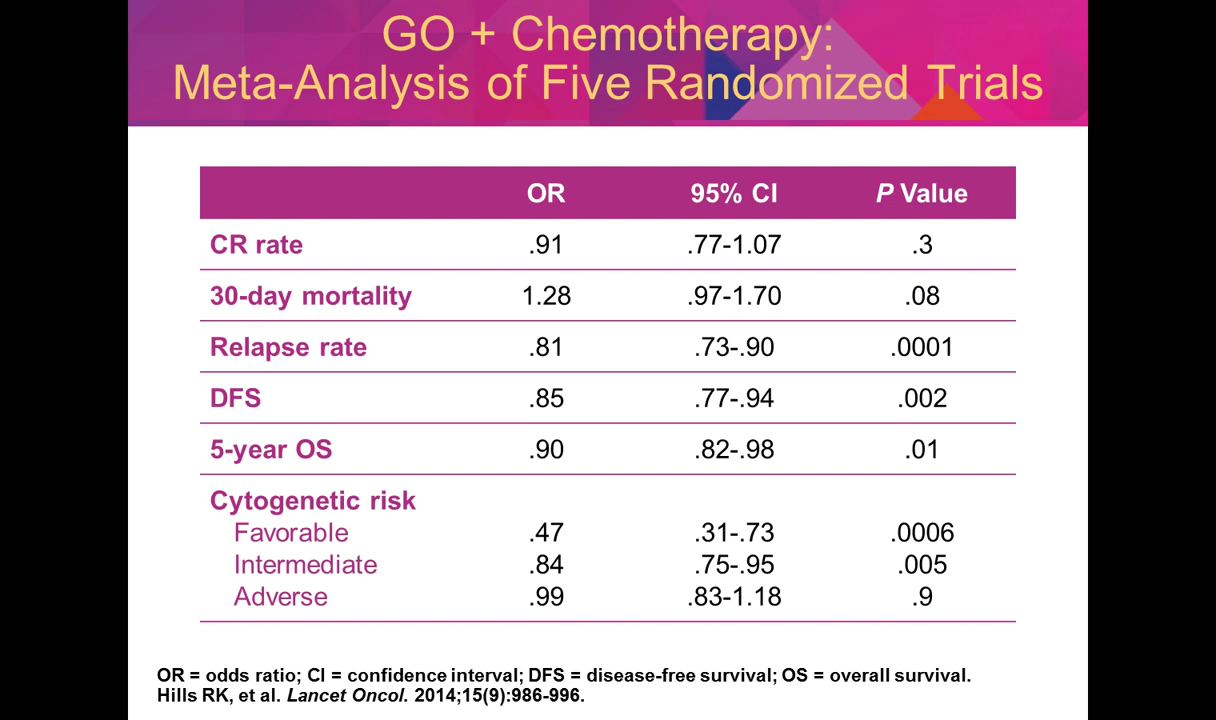 GO + Chemotherapy:
Meta-Analysis of Five Randomized Trials
OR 95% CI P Value
CR rate .91 .77-1.07 .3
30-day mortality 1.28 .97-1.70 .08
Relapse rate .81 .73-.90 .0001
DFS .85 .77-.94 .002
5-year OS .90 .82-.98 .01
Cytogenetic risk
Favorable .47 .31-.73 .0006
Intermediate .84 .75-.95 .005
Adverse .99 .83-1.18 .9
OR = odds ratio; CI = confidence interval; DFS = disease-free survival; OS = overall survival.
Hills RK, et al. Lancet Oncol. 2014;15(9):986-996.